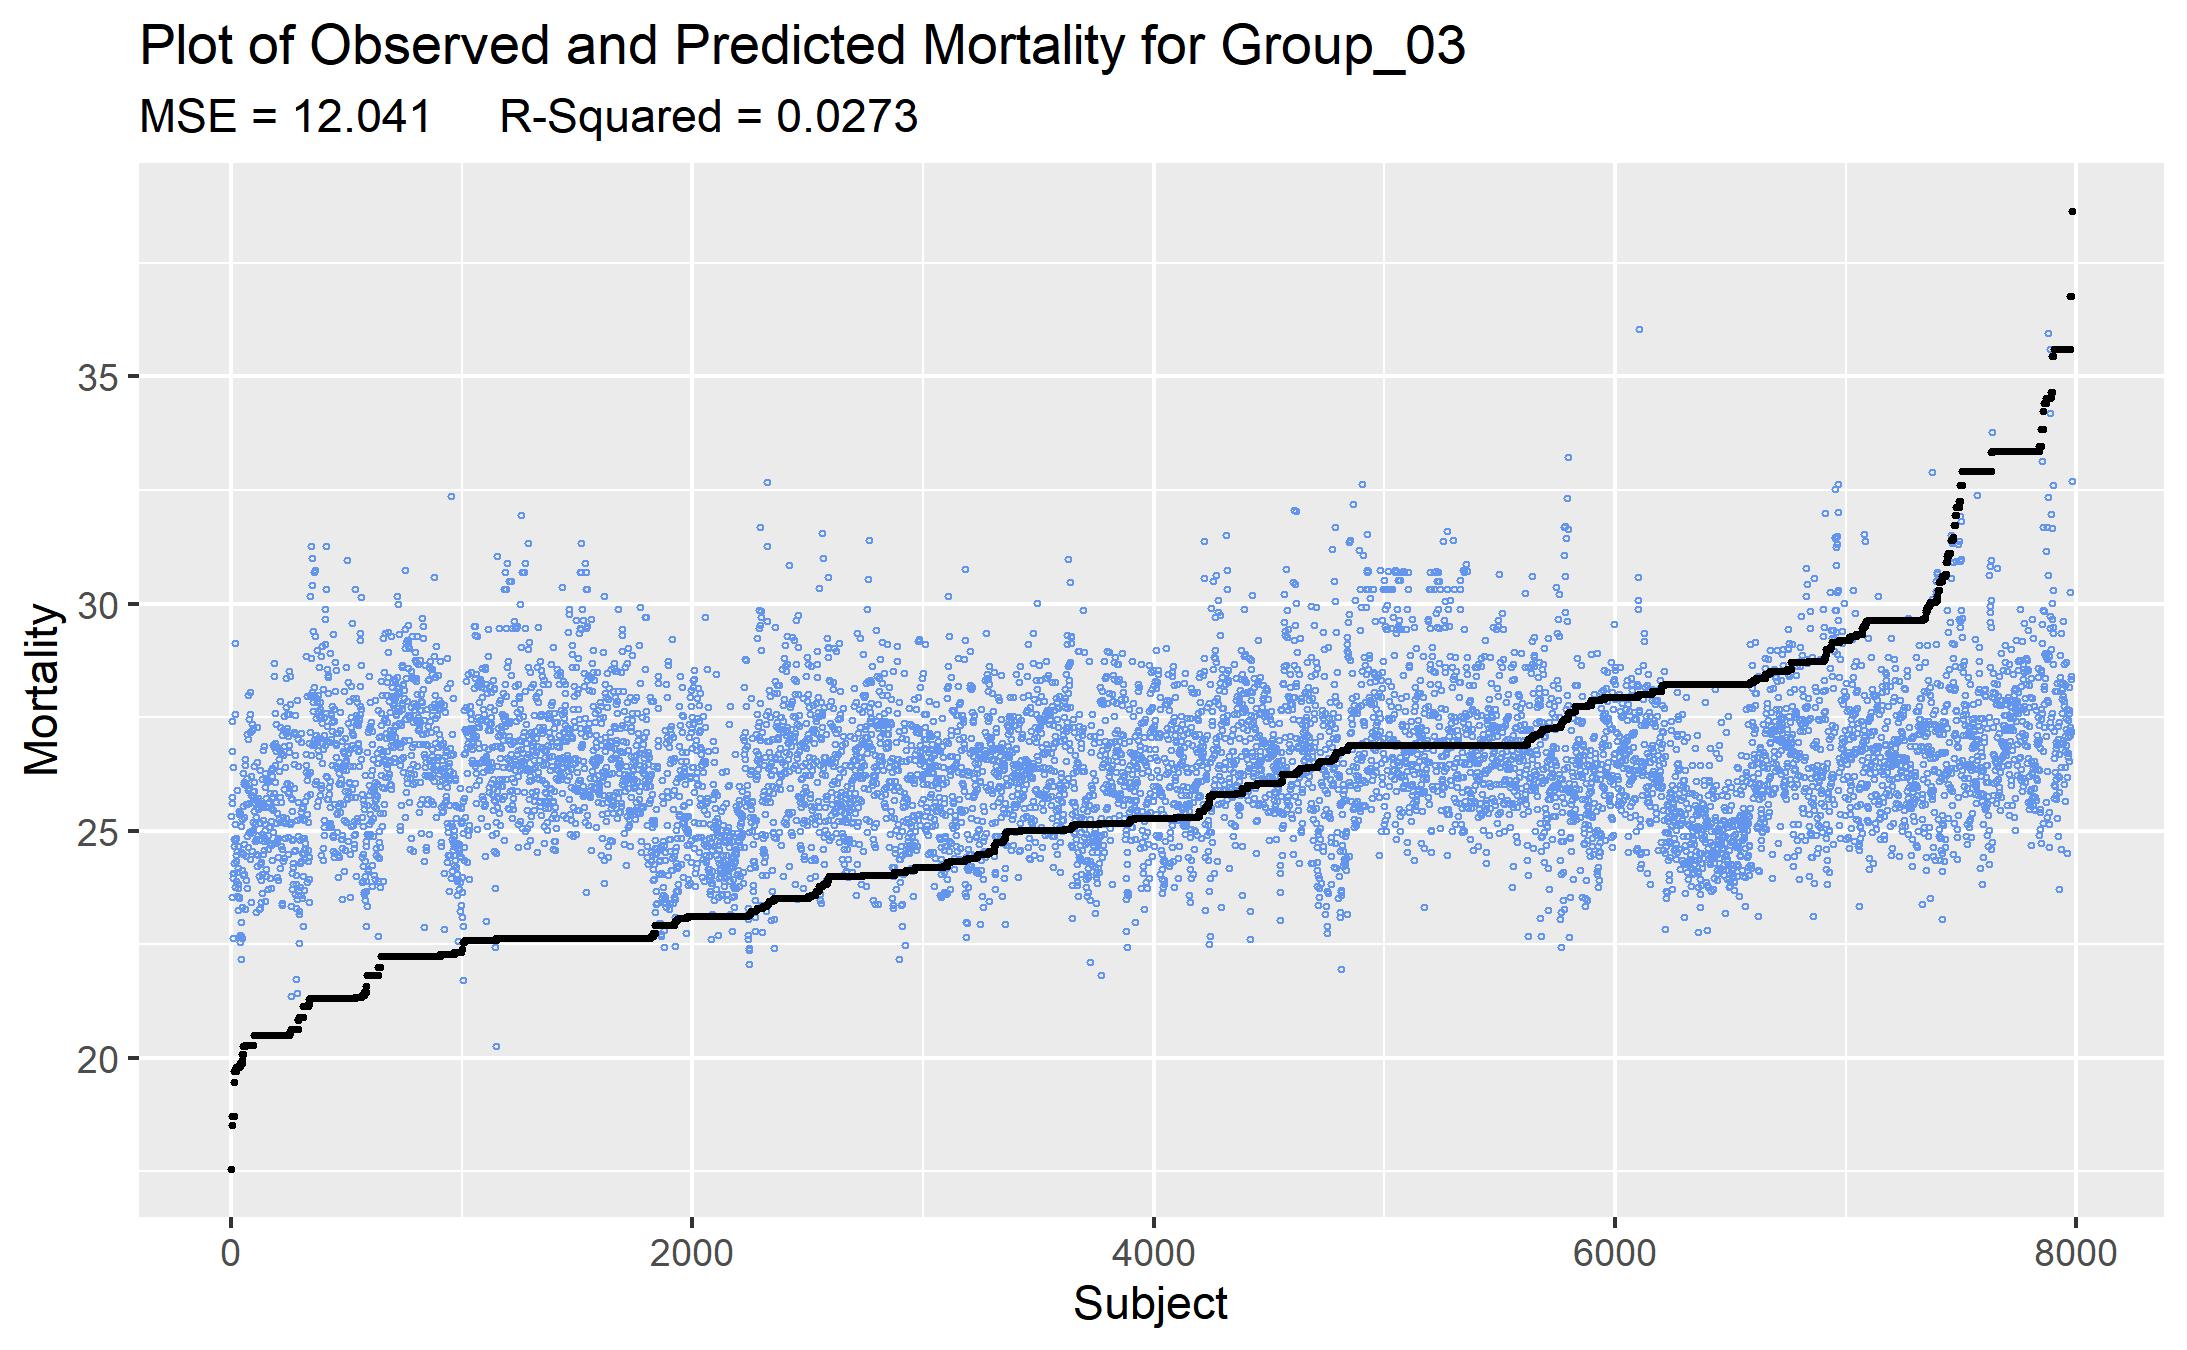 Plot of Observed and Predicted Mortality for Group_03
MSE = 12.041 R-Squared = 0.0273
Mortality
35
30
25
20
0 2000 4000 6000 8000
Subject